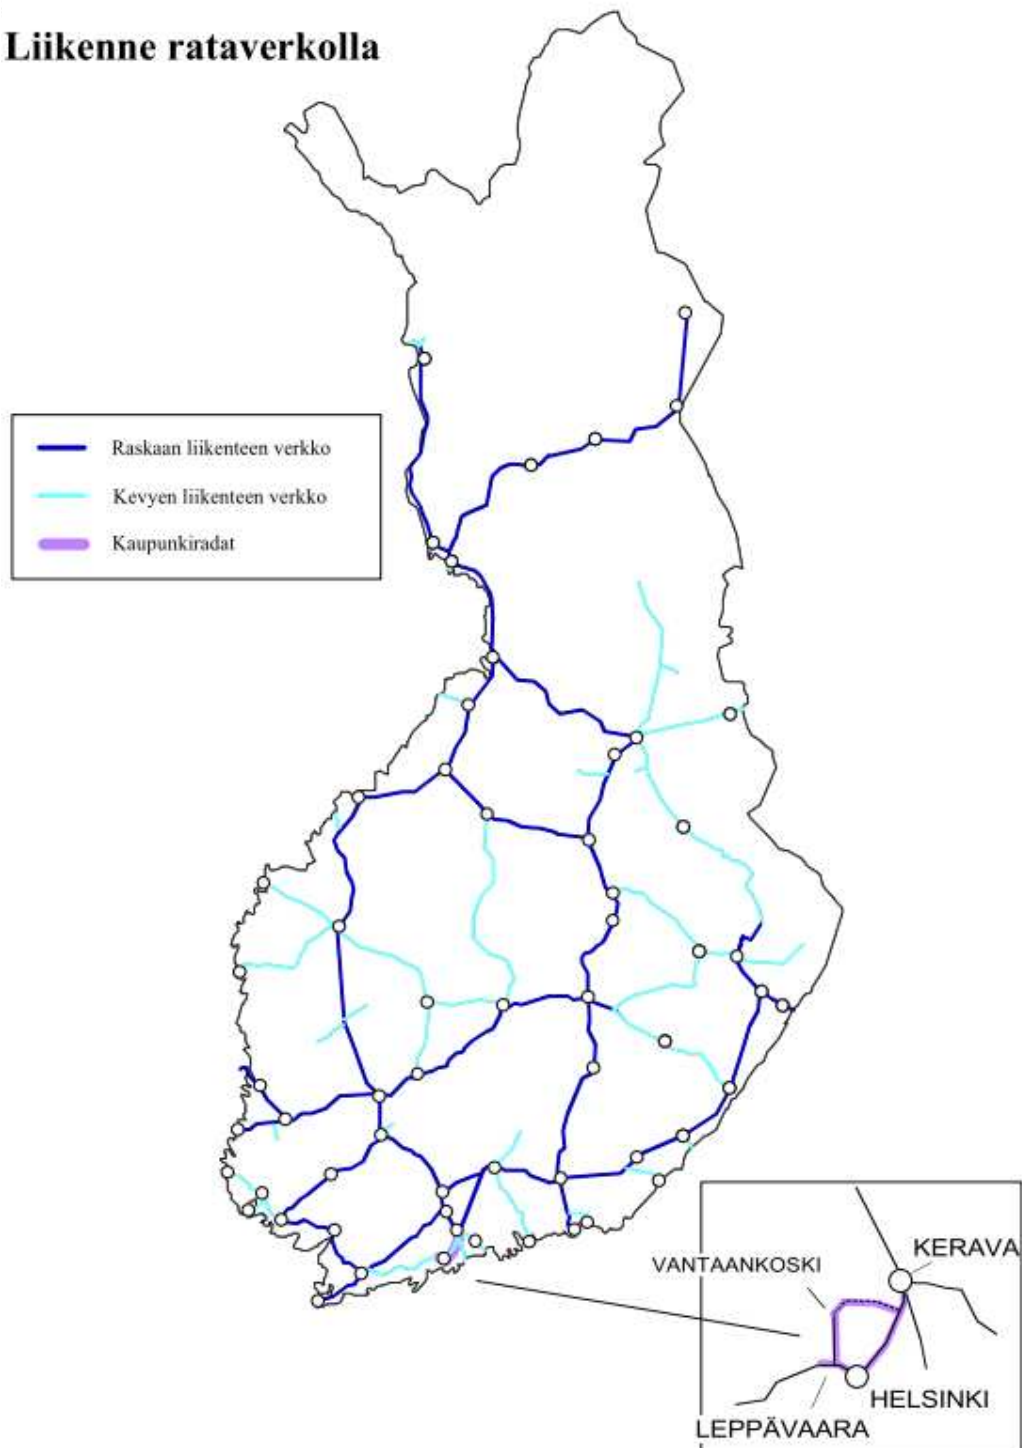 Liikenne rataverkolla
Raskaan liikenteen verkko
Kevyen liikenteen verkko
Kaupunkiradat
KERAVA
VANTAANKOSKI
HELSINKI
LEPPÄVAARA